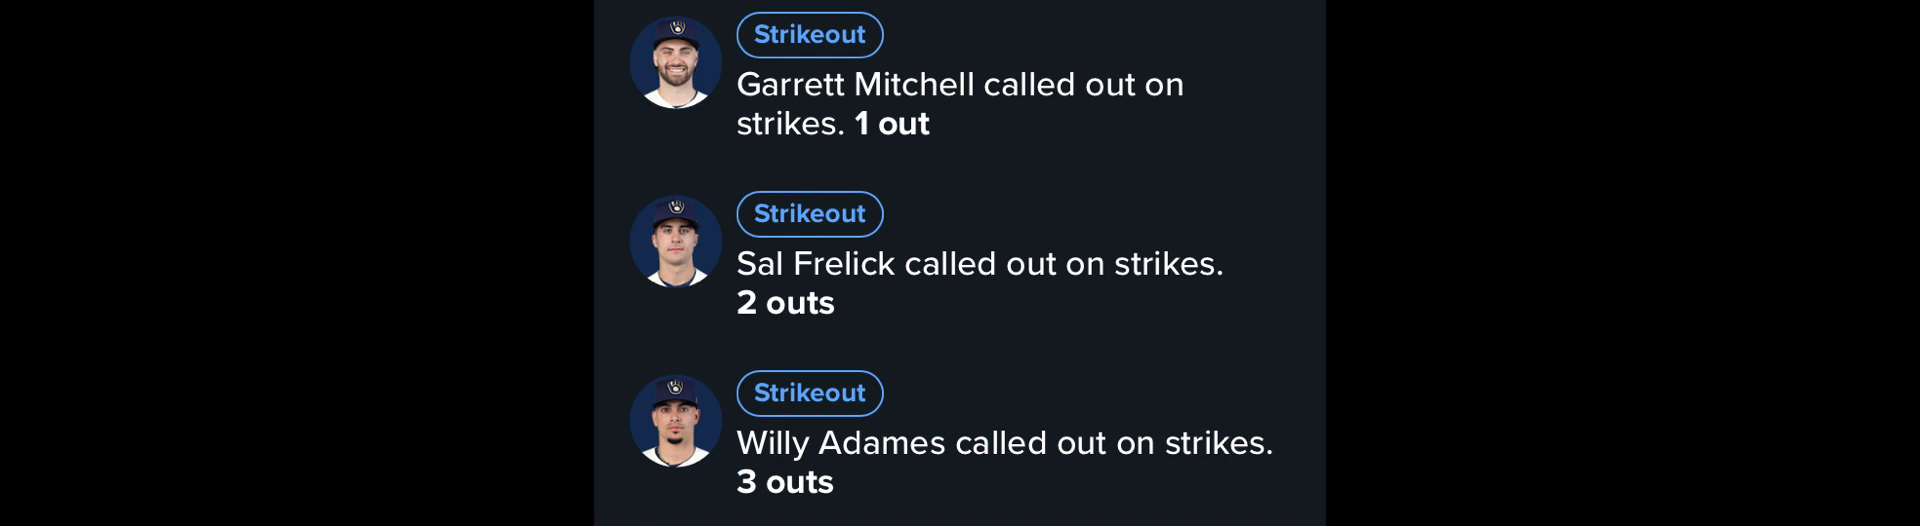 Strikeout
Garrett Mitchell called out on
strikes. 1 out
Strikeout
Sal Frelick called out on strikes.
2 outs
Strikeout
Willy Adames called out on strikes.
3 outs